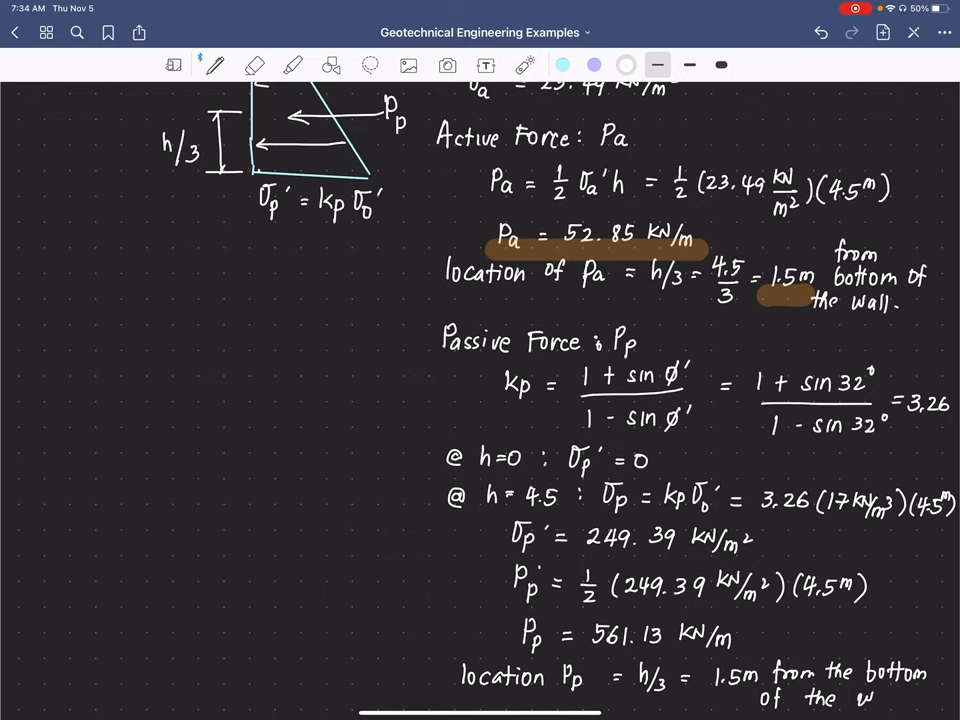 7:34 AM Thu Nov 5
50%
Geotechnical Engineering Examples
σa' = 23.49 KN/m²
Pp
h/3
σp' = kp σo'
Active Force: Pa
Pa = 1/2 σa' h = 1/2 (23.49 KN/m²)(4.5m)
Pa = 52.85 KN/m
location of Pa = h/3 = 4.5/3 = 1.5m from bottom of the wall.
Passive Force: Pp
kp = 1 + sin ϕ' / 1 - sin ϕ' = 1 + sin 32° / 1 - sin 32° = 3.26
@ h=0 : σp' = 0
@ h = 4.5 : σp = kp σo' = 3.26 (17 KN/m³)(4.5m)
σp' = 249.39 KN/m²
Pp = 1/2 (249.39 KN/m²)(4.5m)
Pp = 561.13 KN/m
location Pp = h/3 = 1.5m from the bottom
of the w